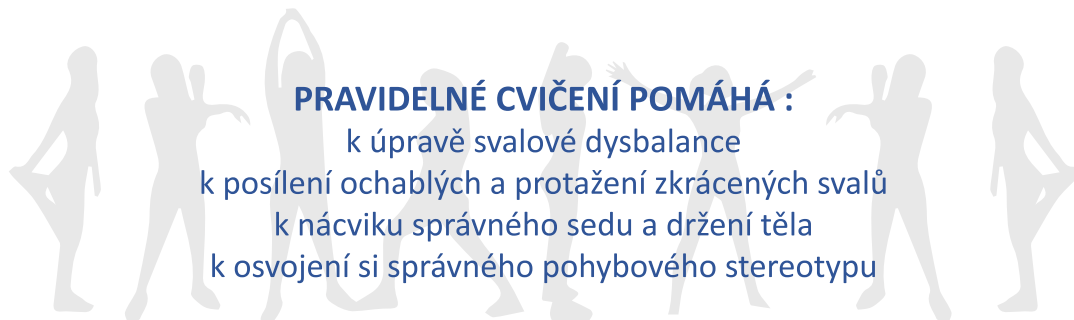 PRAVIDELNÉ CVIČENÍ POMÁHÁ :
k úpravě svalové dysbalance
k posílení ochablých a protažení zkrácených svalů
k nácviku správného sedu a držení těla
k osvojení si správného pohybového stereotypu